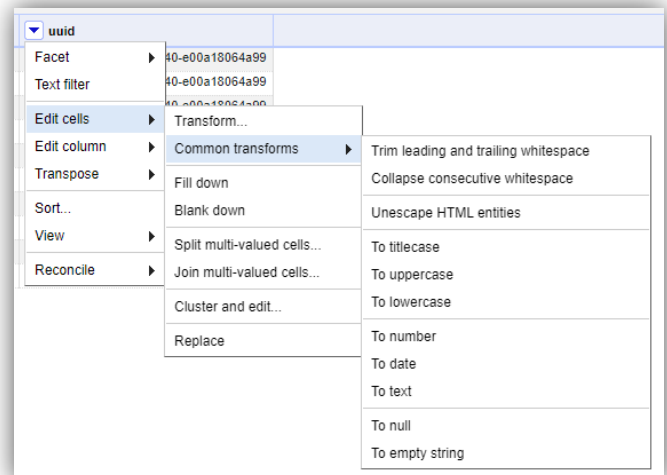 uuid
Facet
40-e00a18064a99
Text filter
40-e00a18064a99
40-e00a18064a99
Edit cells
Transform...
Edit column
Common transforms
Trim leading and trailing whitespace
Transpose
Fill down
Collapse consecutive whitespace
Sort...
Blank down
Unescape HTML entities
View
Split multi-valued cells...
To titlecase
Reconcile
Join multi-valued cells...
To uppercase
Cluster and edit...
To lowercase
Replace
To number
To date
To text
To null
To empty string